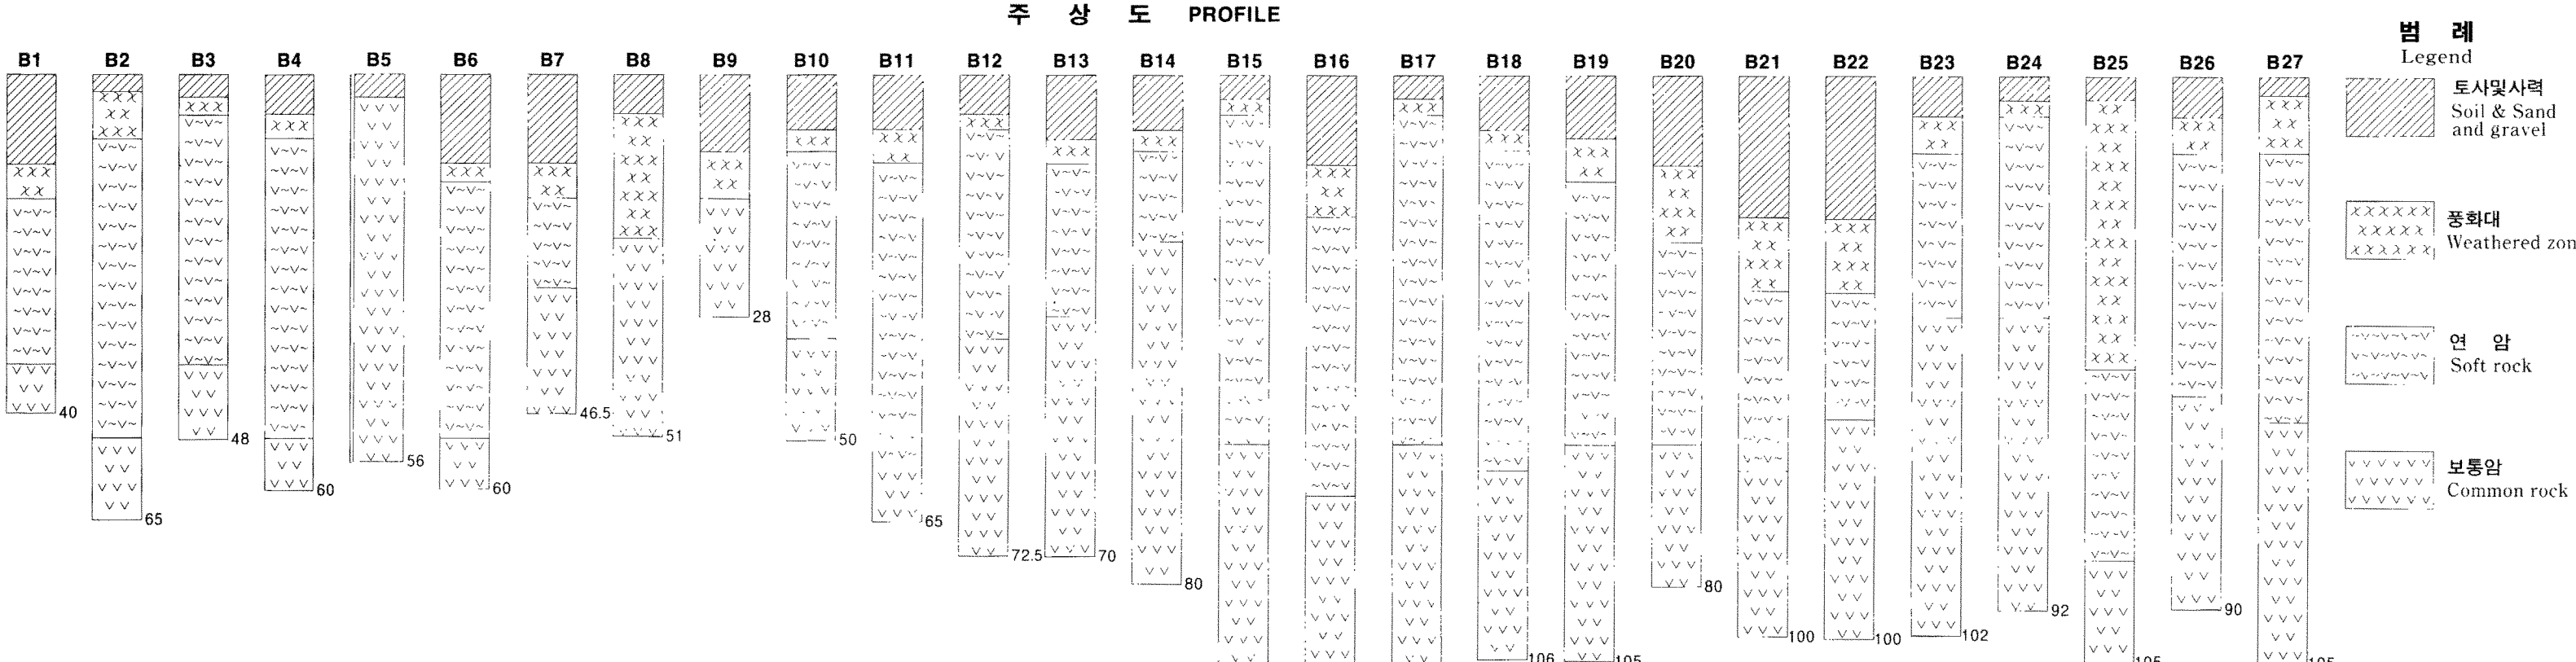 주 상 도 PROFILE
범 례
Legend
B1 B2 B3 B4 B5 B6 B7 B8 B9 B10 B11 B12 B13 B14 B15 B16 B17 B18 B19 B20 B21 B22 B23 B24 B25 B26 B27
토사및사력
Soil & Sand
and gravel
풍화대
Weathered zon
연 암
Soft rock
보통암
Common rock
28
40 46.5
48 51 50
56
60 60
65 65
72.5 70
80 80
92 90
100 100 102
106 105 105 105